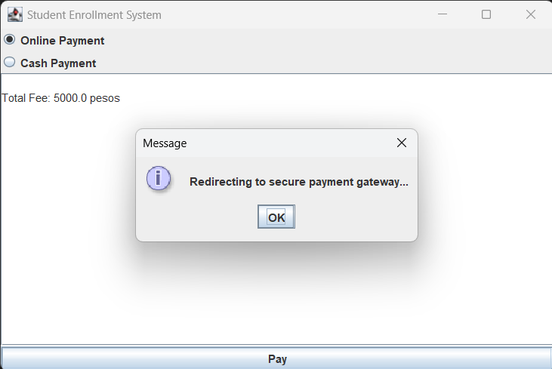 Student Enrollment System
Online Payment
Cash Payment
Total Fee: 5000.0 pesos
Message
i
Redirecting to secure payment gateway...
OK
Pay